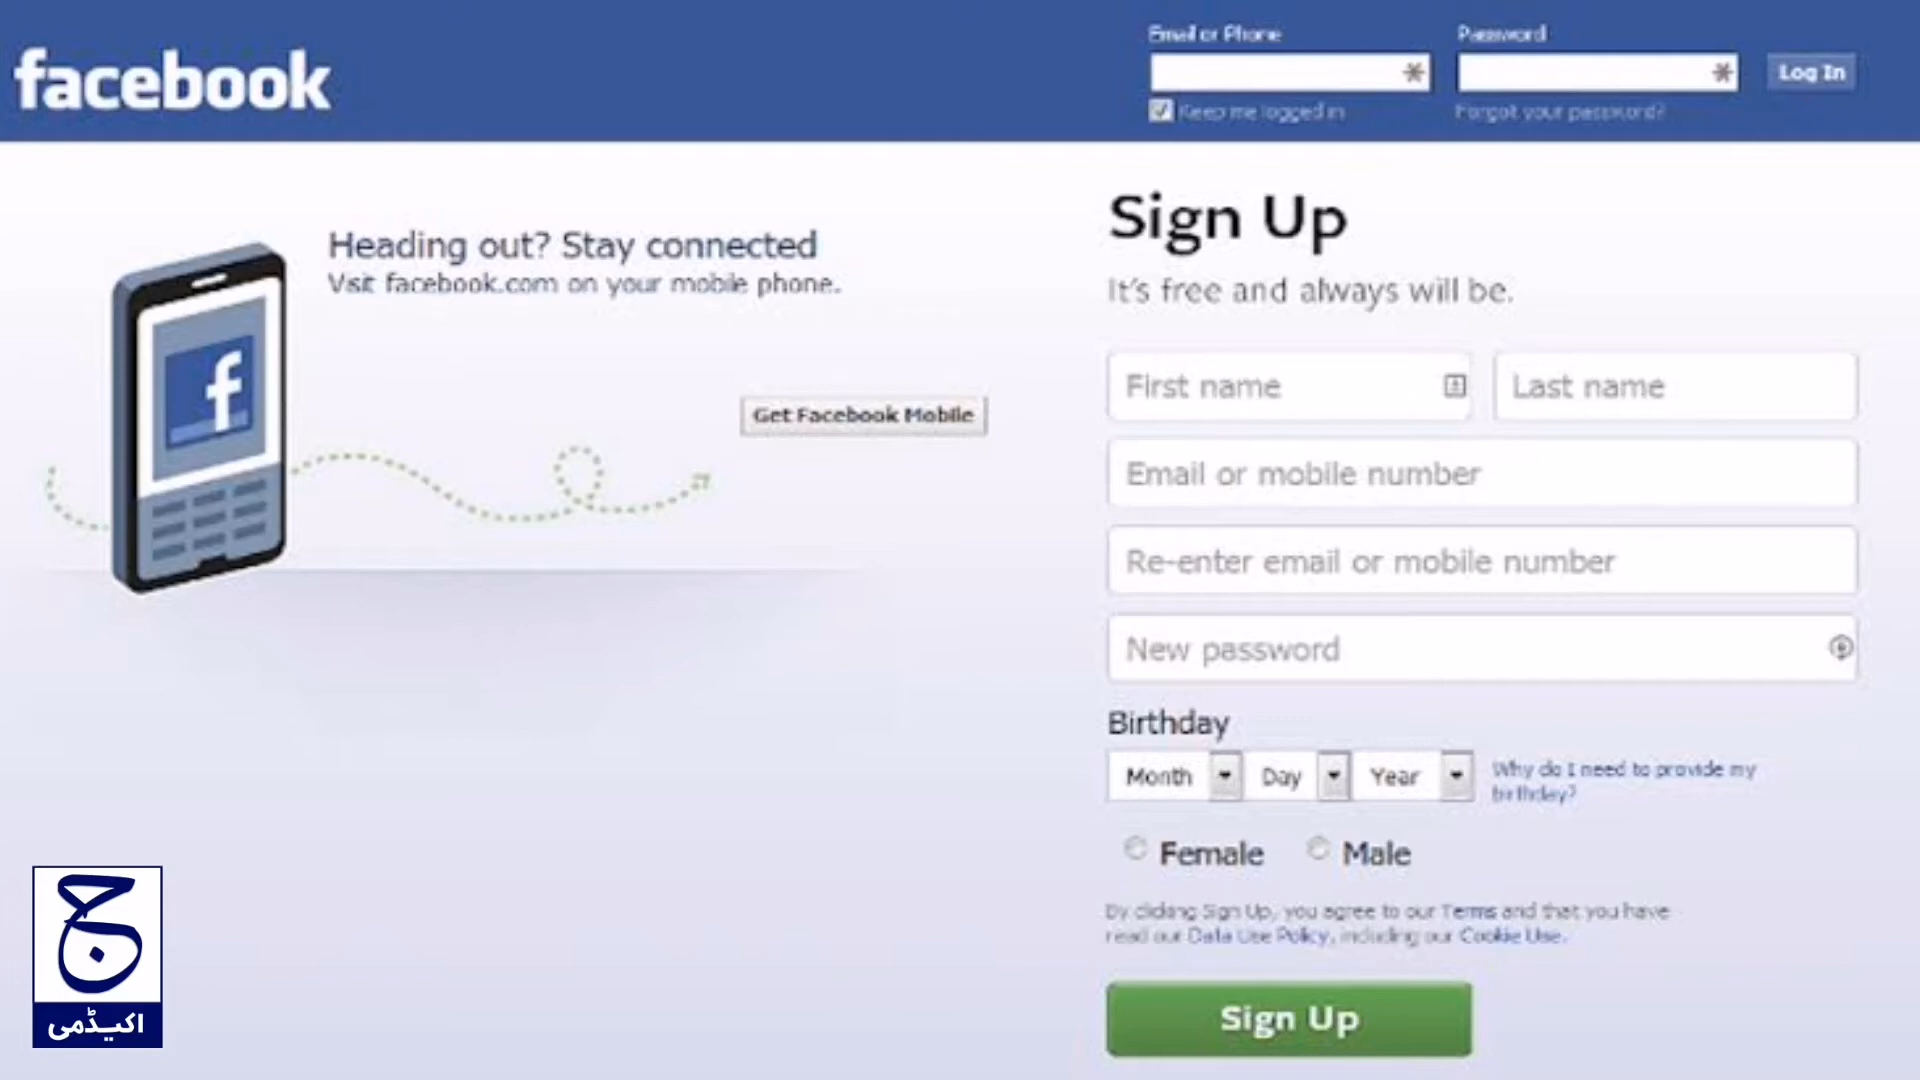 facebook
Email or Phone
Password
Log In
Keep me logged in
Forgot your password?
Heading out? Stay connected
Visit facebook.com on your mobile phone.
Get Facebook Mobile
Sign Up
It's free and always will be.
First name
Last name
Email or mobile number
Re-enter email or mobile number
New password
Birthday
Month
Day
Year
Why do I need to provide my
birthday?
Female
Male
By clicking Sign Up, you agree to our Terms and that you have
read our Data Use Policy, including our Cookie Use.
Sign Up
ج
اکیڈمی